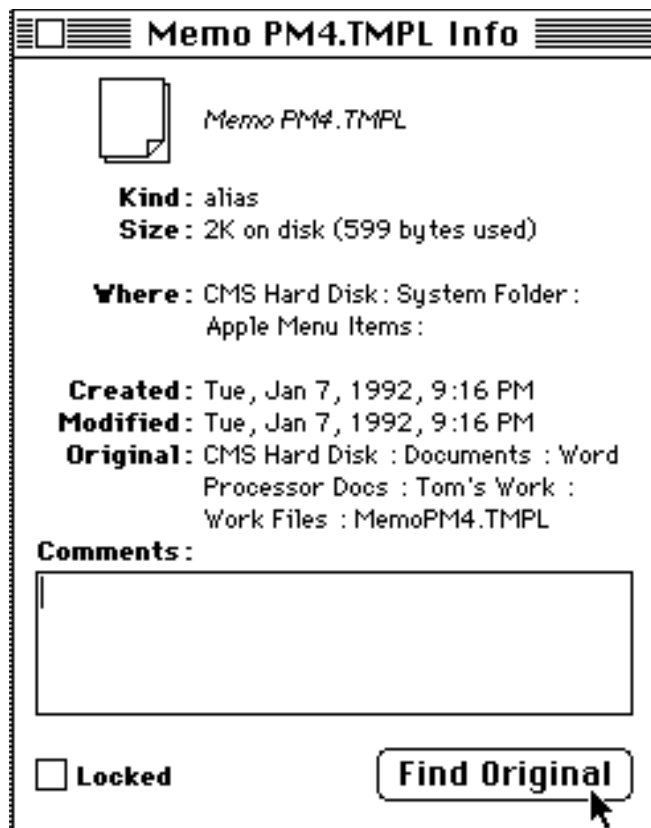 Memo PM4.TMPL Info
Memo PM4.TMPL
Kind: alias
Size: 2K on disk (599 bytes used)
Where: CMS Hard Disk: System Folder:
Apple Menu Items:
Created: Tue, Jan 7, 1992, 9:16 PM
Modified: Tue, Jan 7, 1992, 9:16 PM
Original: CMS Hard Disk : Documents : Word
Processor Docs : Tom's Work :
Work Files : MemoPM4.TMPL
Comments:
Locked
Find Original